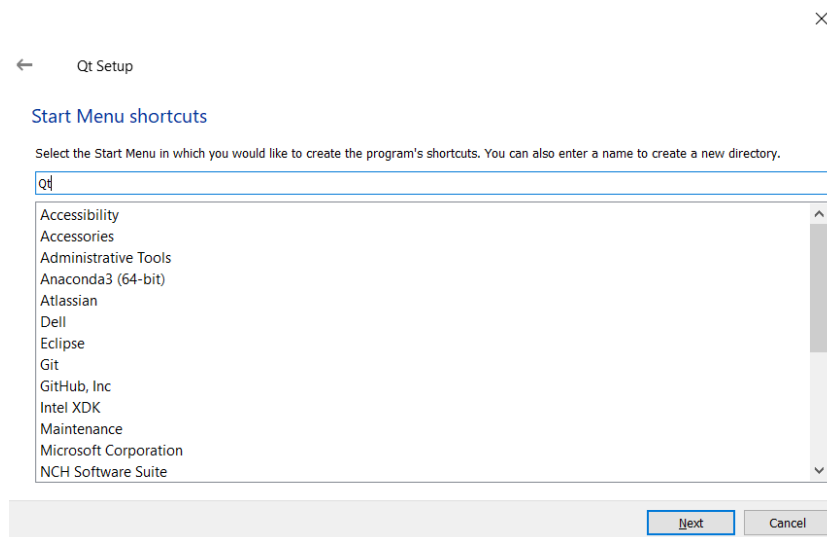 Qt Setup
Start Menu shortcuts
Select the Start Menu in which you would like to create the program's shortcuts. You can also enter a name to create a new directory.
Qt
Accessibility
Accessories
Administrative Tools
Anaconda3 (64-bit)
Atlassian
Dell
Eclipse
Git
GitHub, Inc
Intel XDK
Maintenance
Microsoft Corporation
NCH Software Suite
Next Cancel